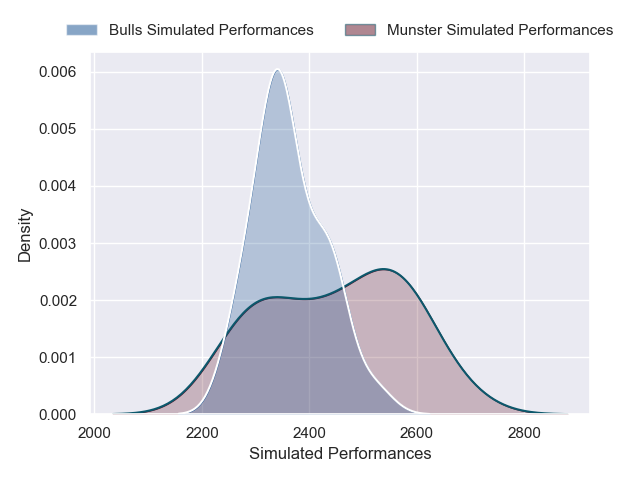 Bulls Simulated Performances
Munster Simulated Performances
0.006
0.005
0.004
0.003
0.002
0.001
0.000
Density
2000 2200 2400 2600 2800
Simulated Performances